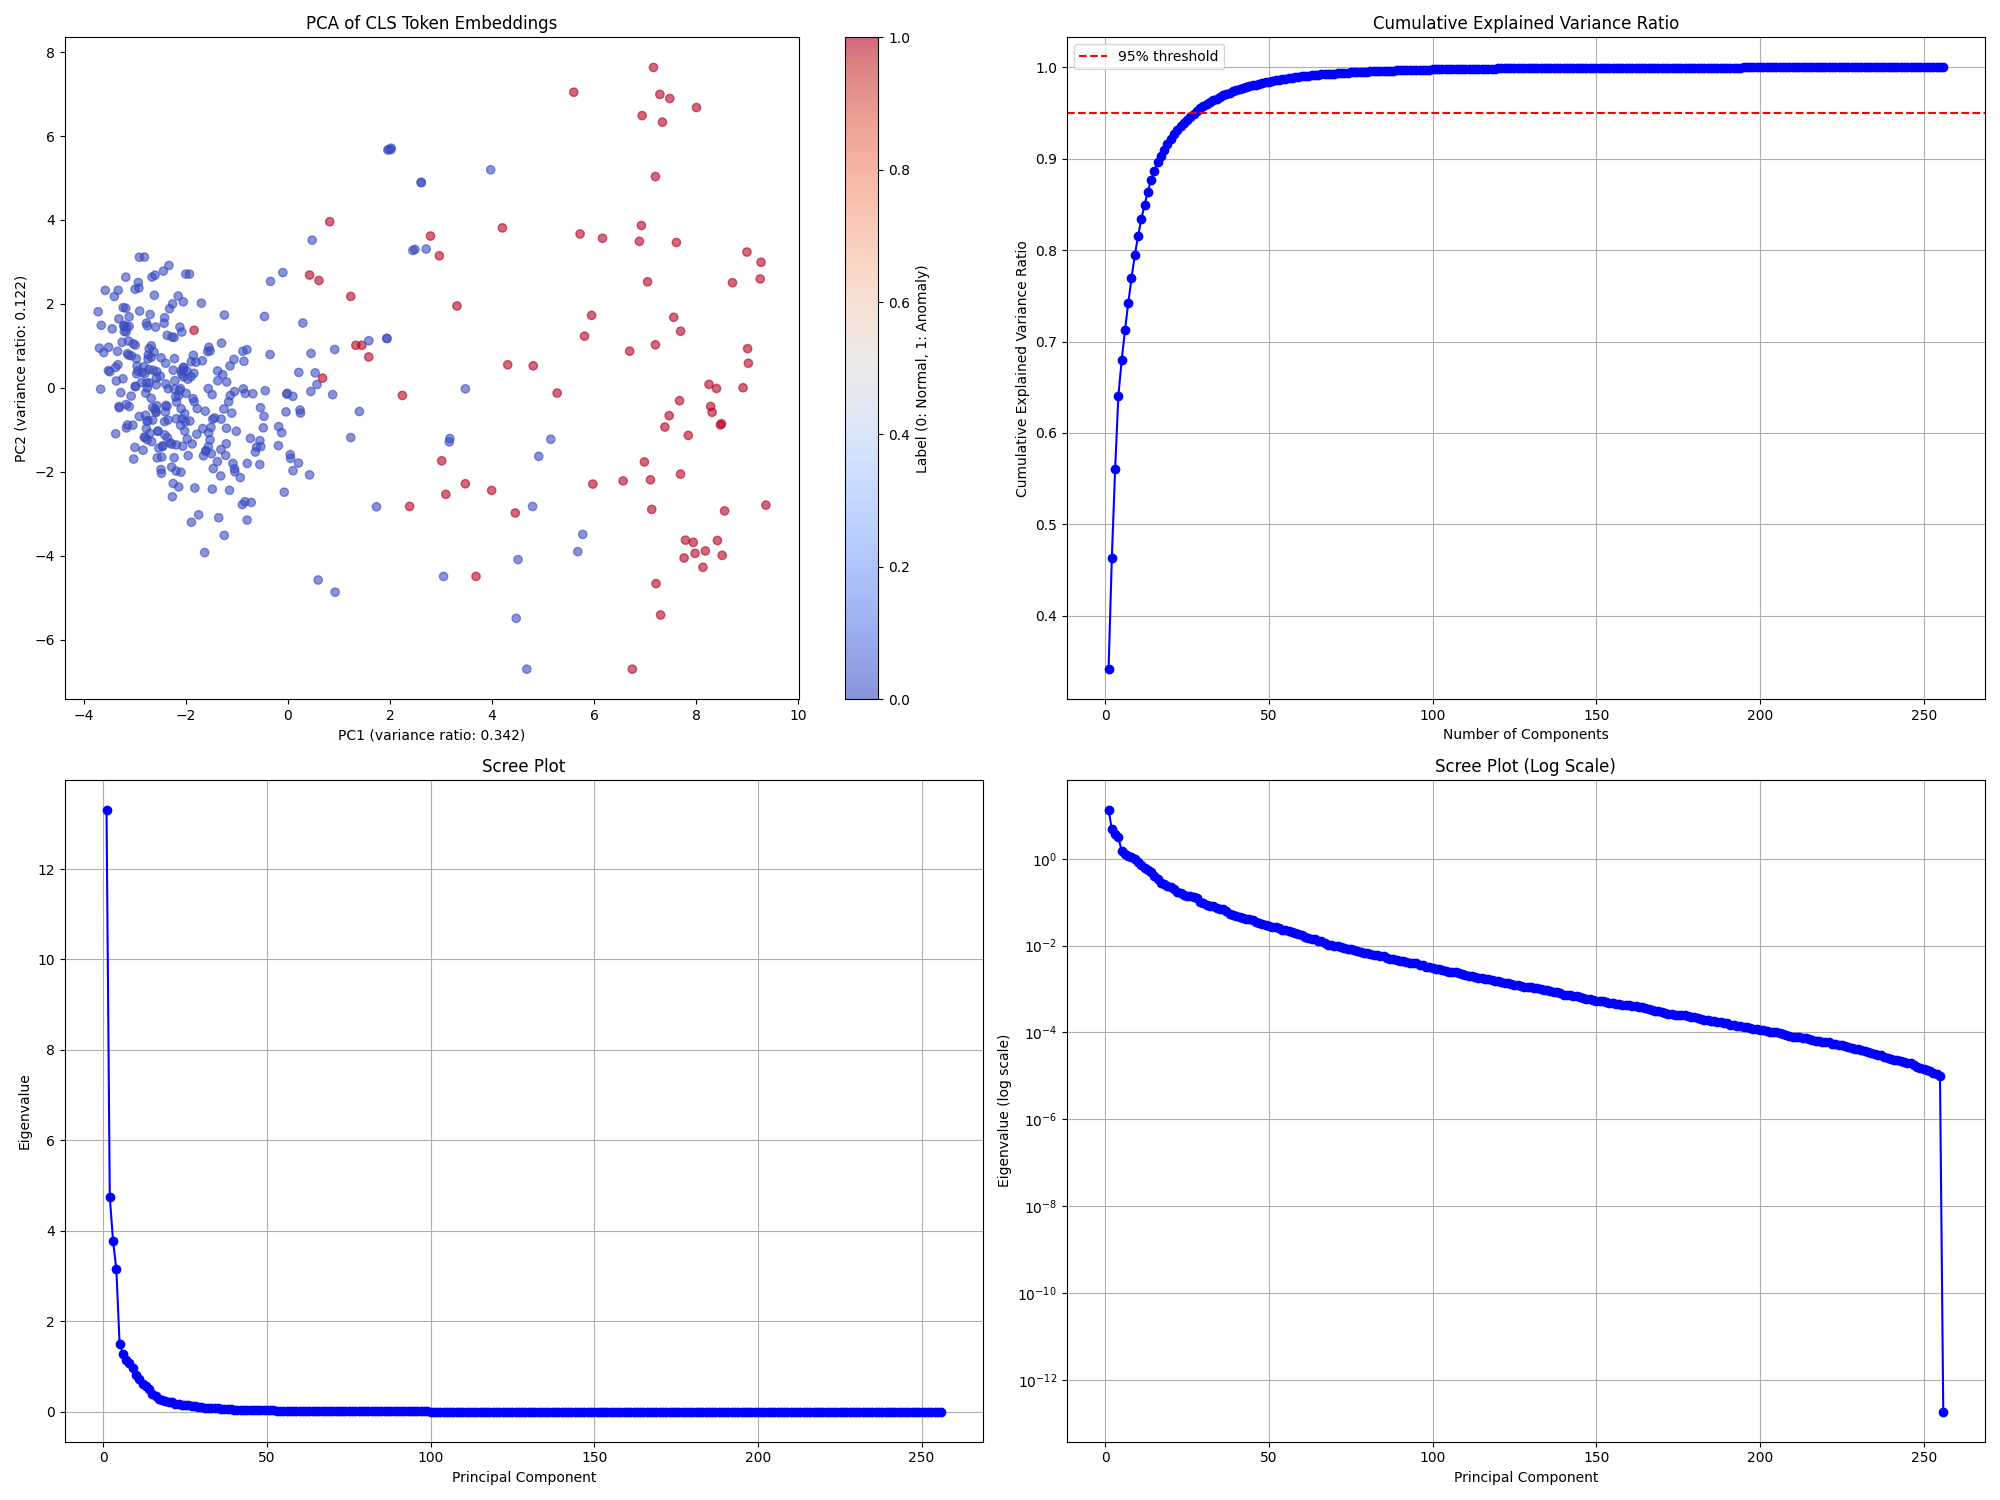 PCA of CLS Token Embeddings
8
6
4
2
0
−2
−4
−6
PC2 (variance ratio: 0.122)
−4 −2 0 2 4 6 8 10
PC1 (variance ratio: 0.342)
1.0
0.8
0.6
0.4
0.2
0.0
Label (0: Normal, 1: Anomaly)
Cumulative Explained Variance Ratio
95% threshold
1.0
0.9
0.8
0.7
0.6
0.5
0.4
Cumulative Explained Variance Ratio
0 50 100 150 200 250
Number of Components
Scree Plot
12
10
8
6
4
2
0
Eigenvalue
0 50 100 150 200 250
Principal Component
Scree Plot (Log Scale)
10⁰
10⁻²
10⁻⁴
10⁻⁶
10⁻⁸
10⁻¹⁰
10⁻¹²
Eigenvalue (log scale)
0 50 100 150 200 250
Principal Component